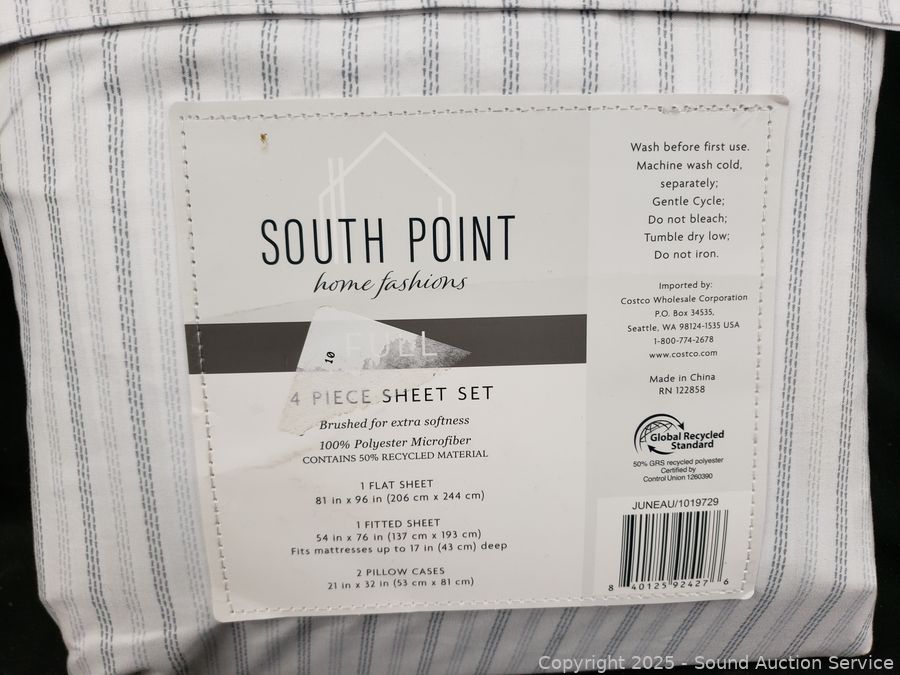 SOUTH POINT
home fashions
FULL
10
4 PIECE SHEET SET
Brushed for extra softness
100% Polyester Microfiber
CONTAINS 50% RECYCLED MATERIAL
1 FLAT SHEET
81 in x 96 in (206 cm x 244 cm)
1 FITTED SHEET
54 in x 76 in (137 cm x 193 cm)
Fits mattresses up to 17 in (43 cm) deep
2 PILLOW CASES
21 in x 32 in (53 cm x 81 cm)
Wash before first use.
Machine wash cold,
separately;
Gentle Cycle;
Do not bleach;
Tumble dry low;
Do not iron.
Imported by:
Costco Wholesale Corporation
P.O. Box 34535,
Seattle, WA 98124-1535 USA
1-800-774-2678
www.costco.com
Made in China
RN 122858
Global Recycled
Standard
50% GRS recycled polyester
Certified by
Control Union 1260390
JUNEAU/1019729
8 40125 92427 6
Copyright 2025 - Sound Auction Service